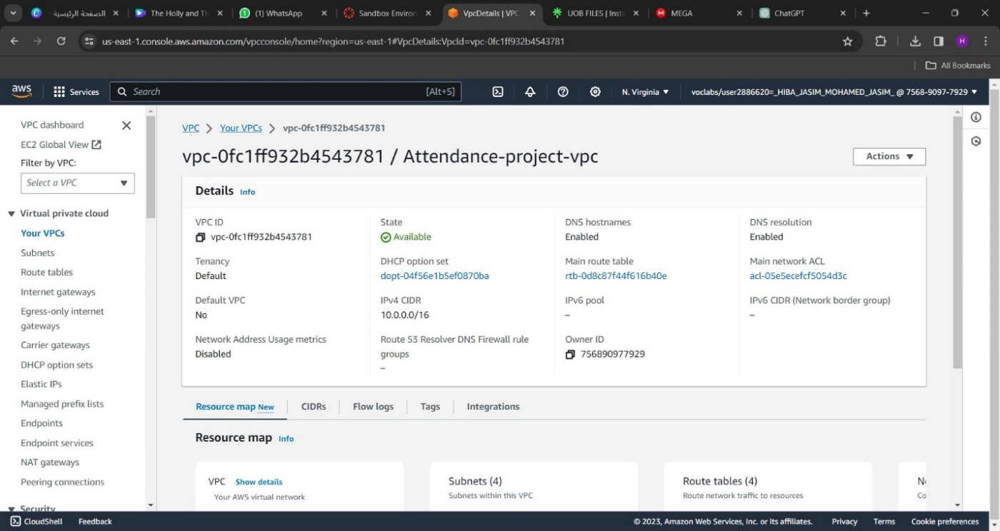 الصفحة الرئيسية -
The Holly and Th
(1) WhatsApp
Sandbox Environ
VpcDetails | VPC
UOB FILES | Insta
MEGA
ChatGPT
us-east-1.console.aws.amazon.com/vpcconsole/home?region=us-east-1#VpcDetails:VpcId=vpc-0fc1ff932b4543781
H
All Bookmarks
aws
Services
Search
[Alt+S]
N. Virginia
voclabs/user2886620=_HIBA_JASIM_MOHAMED_JASIM_ @ 7568-9097-7929
VPC dashboard
EC2 Global View
Filter by VPC:
Select a VPC
Virtual private cloud
Your VPCs
Subnets
Route tables
Internet gateways
Egress-only internet
gateways
Carrier gateways
DHCP option sets
Elastic IPs
Managed prefix lists
Endpoints
Endpoint services
NAT gateways
Peering connections
Security
VPC > Your VPCs > vpc-0fc1ff932b4543781
vpc-0fc1ff932b4543781 / Attendance-project-vpc
Actions
Details Info
VPC ID
vpc-0fc1ff932b4543781
State
Available
DNS hostnames
Enabled
DNS resolution
Enabled
Tenancy
Default
DHCP option set
dopt-04f56e1b5ef0870ba
Main route table
rtb-0d8c87f44f616b40e
Main network ACL
acl-05e5ecefcf5054d3c
Default VPC
No
IPv4 CIDR
10.0.0.0/16
IPv6 pool
–
IPv6 CIDR (Network border group)
–
Network Address Usage metrics
Disabled
Route 53 Resolver DNS Firewall rule
groups
–
Owner ID
756890977929
Resource map New
CIDRs
Flow logs
Tags
Integrations
Resource map Info
VPC Show details
Your AWS virtual network
Subnets (4)
Subnets within this VPC
Route tables (4)
Route network traffic to resources
CloudShell
Feedback
© 2023, Amazon Web Services, Inc. or its affiliates.
Privacy
Terms
Cookie preferences